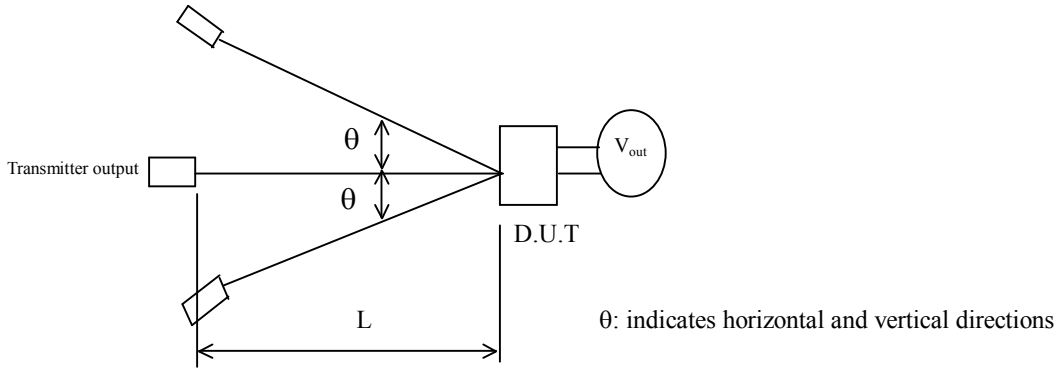 θ
V_out
Transmitter output
θ
D.U.T
L
θ: indicates horizontal and vertical directions